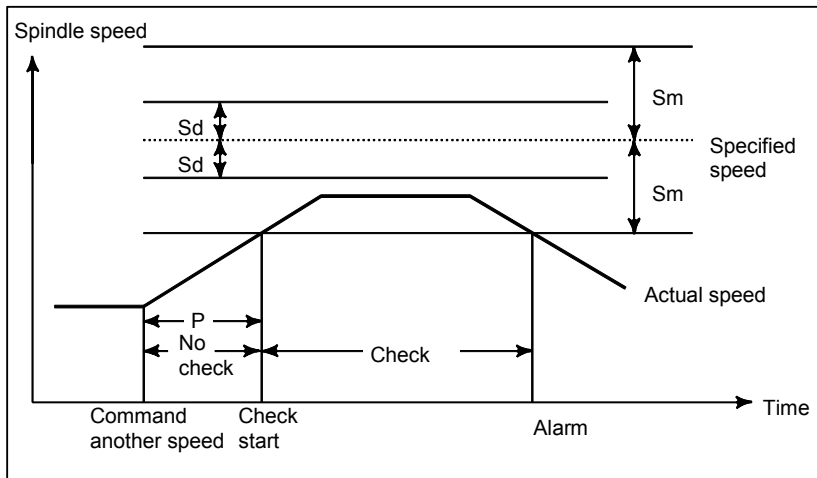 Spindle speed
Sm
Sd
Specified
speed
Sd
Sm
Actual speed
P
No
check
Check
Time
Command
another speed
Check
start
Alarm